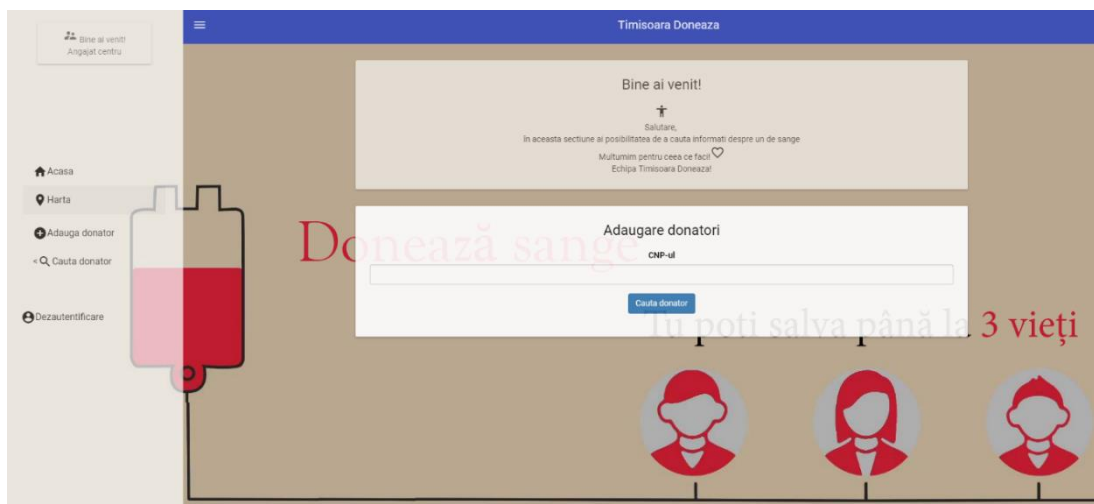 Bine ai venit!
Angajat centru
Acasa
Harta
Adauga donator
< Cauta donator
Dezautentificare
Timisoara Doneaza
Bine ai venit!
Salutare,
în aceasta sectiune ai posibilitatea de a cauta informati despre un de sange
Multumim pentru ceea ce faci!
Echipa Timisoara Doneaza!
Donează sange
Adaugare donatori
CNP-ul
Cauta donator
Tu poti salva până la 3 vieți